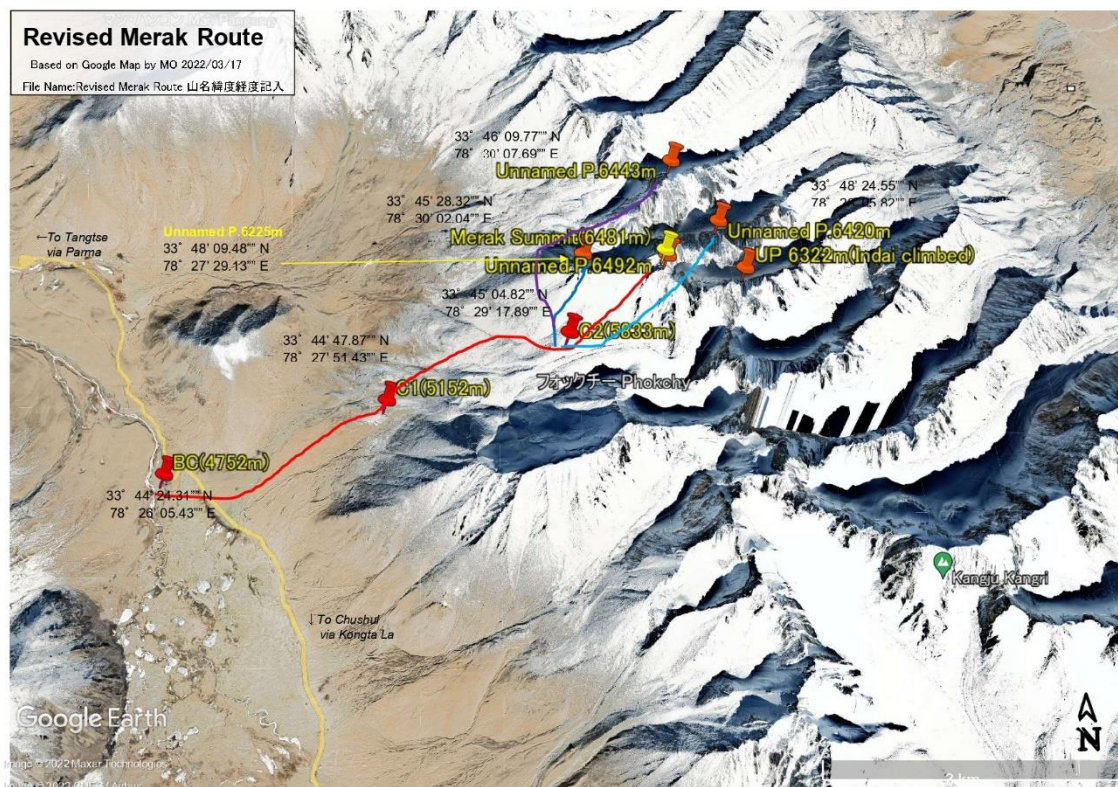 Revised Merak Route
Based on Google Map by MO 2022/03/17
File Name:Revised Merak Route 山名緯度経度記入
33° 46' 09.77"" N
78° 30' 07.69"" E
Unnamed P.6443m
33° 48' 24.55"" N
33° 45' 28.32"" N
78° 30' 02.04"" E
Unnamed P.6225m
←To Tangtse
via Parma
33° 48' 09.48"" N
78° 27' 29.13"" E
Merak Summit(6481m)
Unnamed P.6420m
Unnamed P.6492m
UP 6322m(Indai climbed)
33° 45' 04.82"" N
78° 29' 17.89"" E
C2(5833m)
33° 44' 47.87"" N
78° 27' 51.43"" E
フォックチー Phokchy
C1(5152m)
BC(4752m)
33° 44' 24.31"" N
78° 26' 05.43"" E
Kangju Kangri
↓To Chushul
via Kongta La
N
Google Earth
Image © 2022 Maxar Technologies